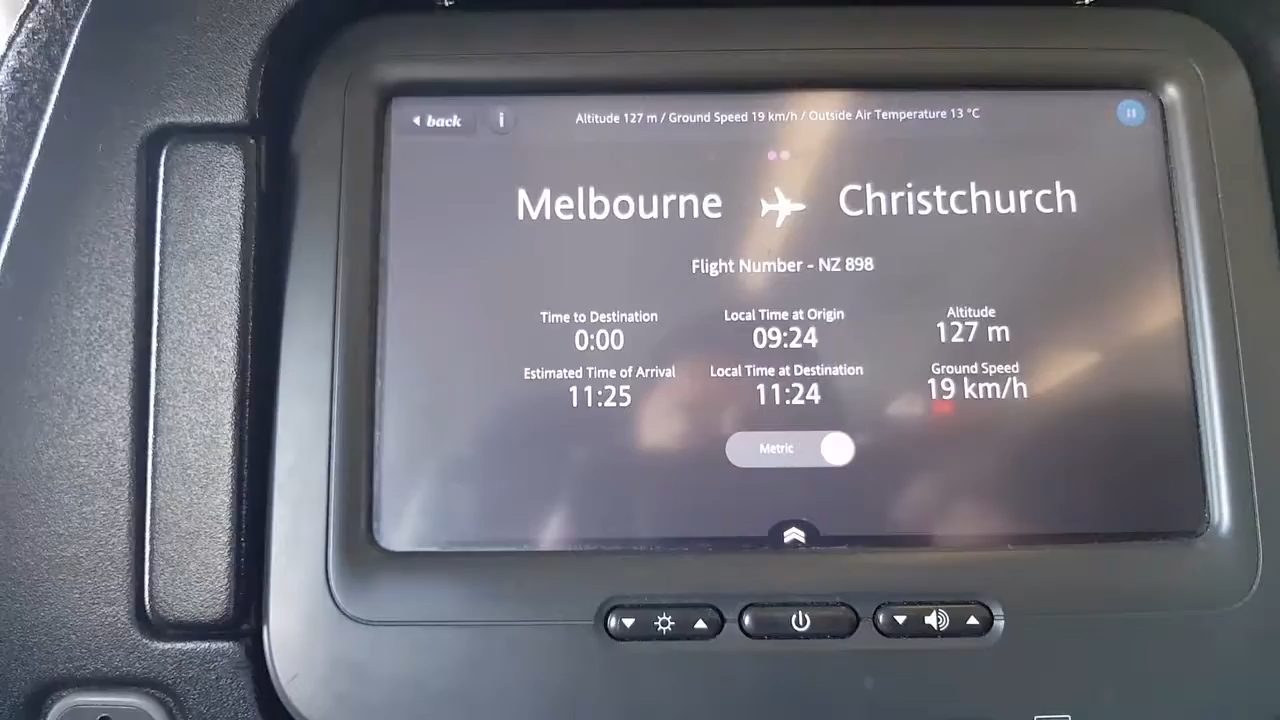 back
i
Altitude 127 m / Ground Speed 19 km/h / Outside Air Temperature 13 °C
Melbourne Christchurch
Flight Number - NZ 898
Time to Destination Local Time at Origin Altitude
0:00 09:24 127 m
Estimated Time of Arrival Local Time at Destination Ground Speed
11:25 11:24 19 km/h
Metric